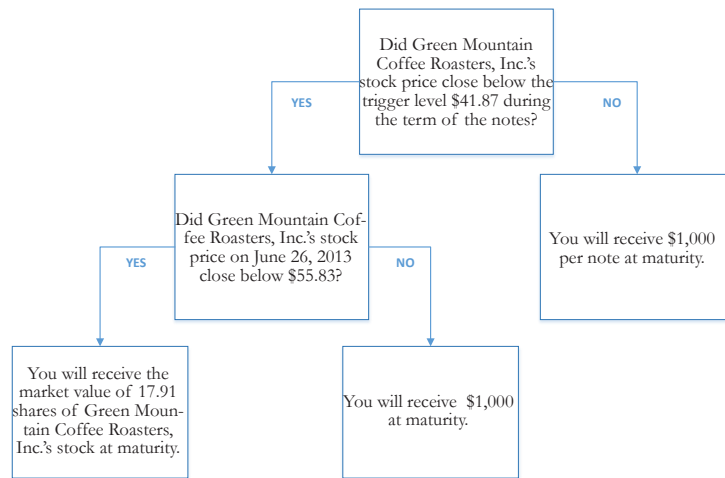 Did Green Mountain
Coffee Roasters, Inc.'s
stock price close below the
trigger level $41.87 during
the term of the notes?
YES
NO
Did Green Mountain Cof-
fee Roasters, Inc.'s stock
price on June 26, 2013
close below $55.83?
You will receive $1,000
per note at maturity.
YES
NO
You will receive the
market value of 17.91
shares of Green Moun-
tain Coffee Roasters,
Inc.'s stock at maturity.
You will receive $1,000
at maturity.